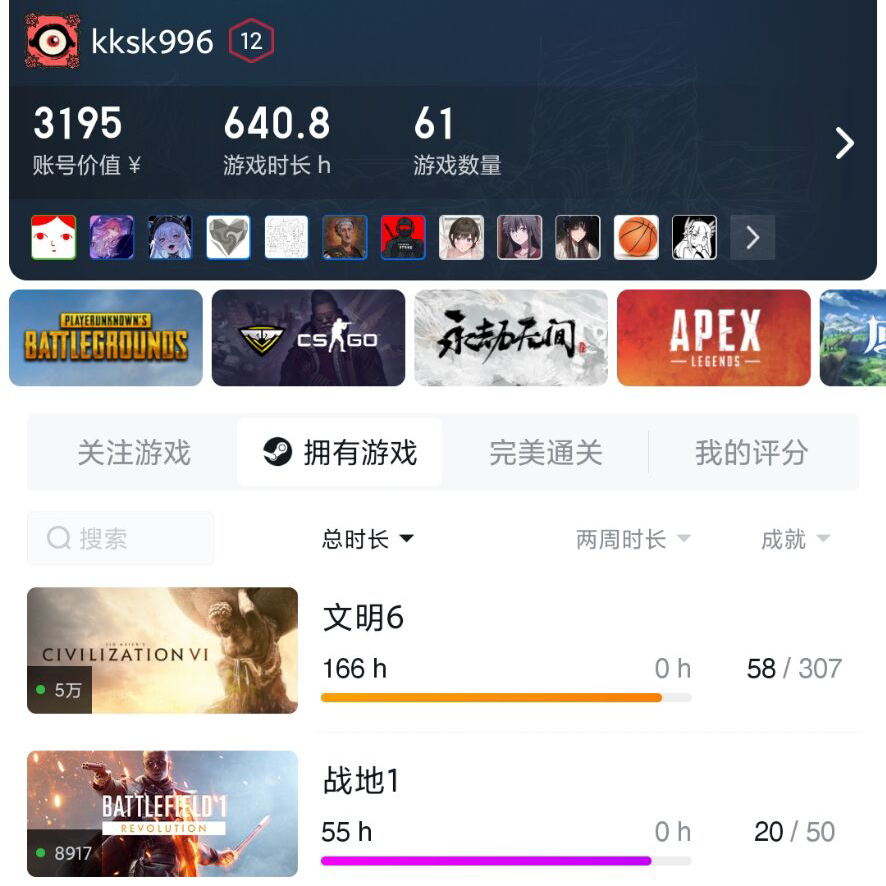 kksk996 12
3195 640.8 61
账号价值 ¥ 游戏时长 h 游戏数量
PLAYERUNKNOWN'S
BATTLEGROUNDS
CS GO
永劫无间
APEX
LEGENDS
关注游戏 拥有游戏 完美通关 我的评分
搜索 总时长 两周时长 成就
SID MEIER'S
CIVILIZATION VI
5万
文明6
166 h 0 h 58 / 307
BATTLEFIELD 1
REVOLUTION
8917
战地1
55 h 0 h 20 / 50